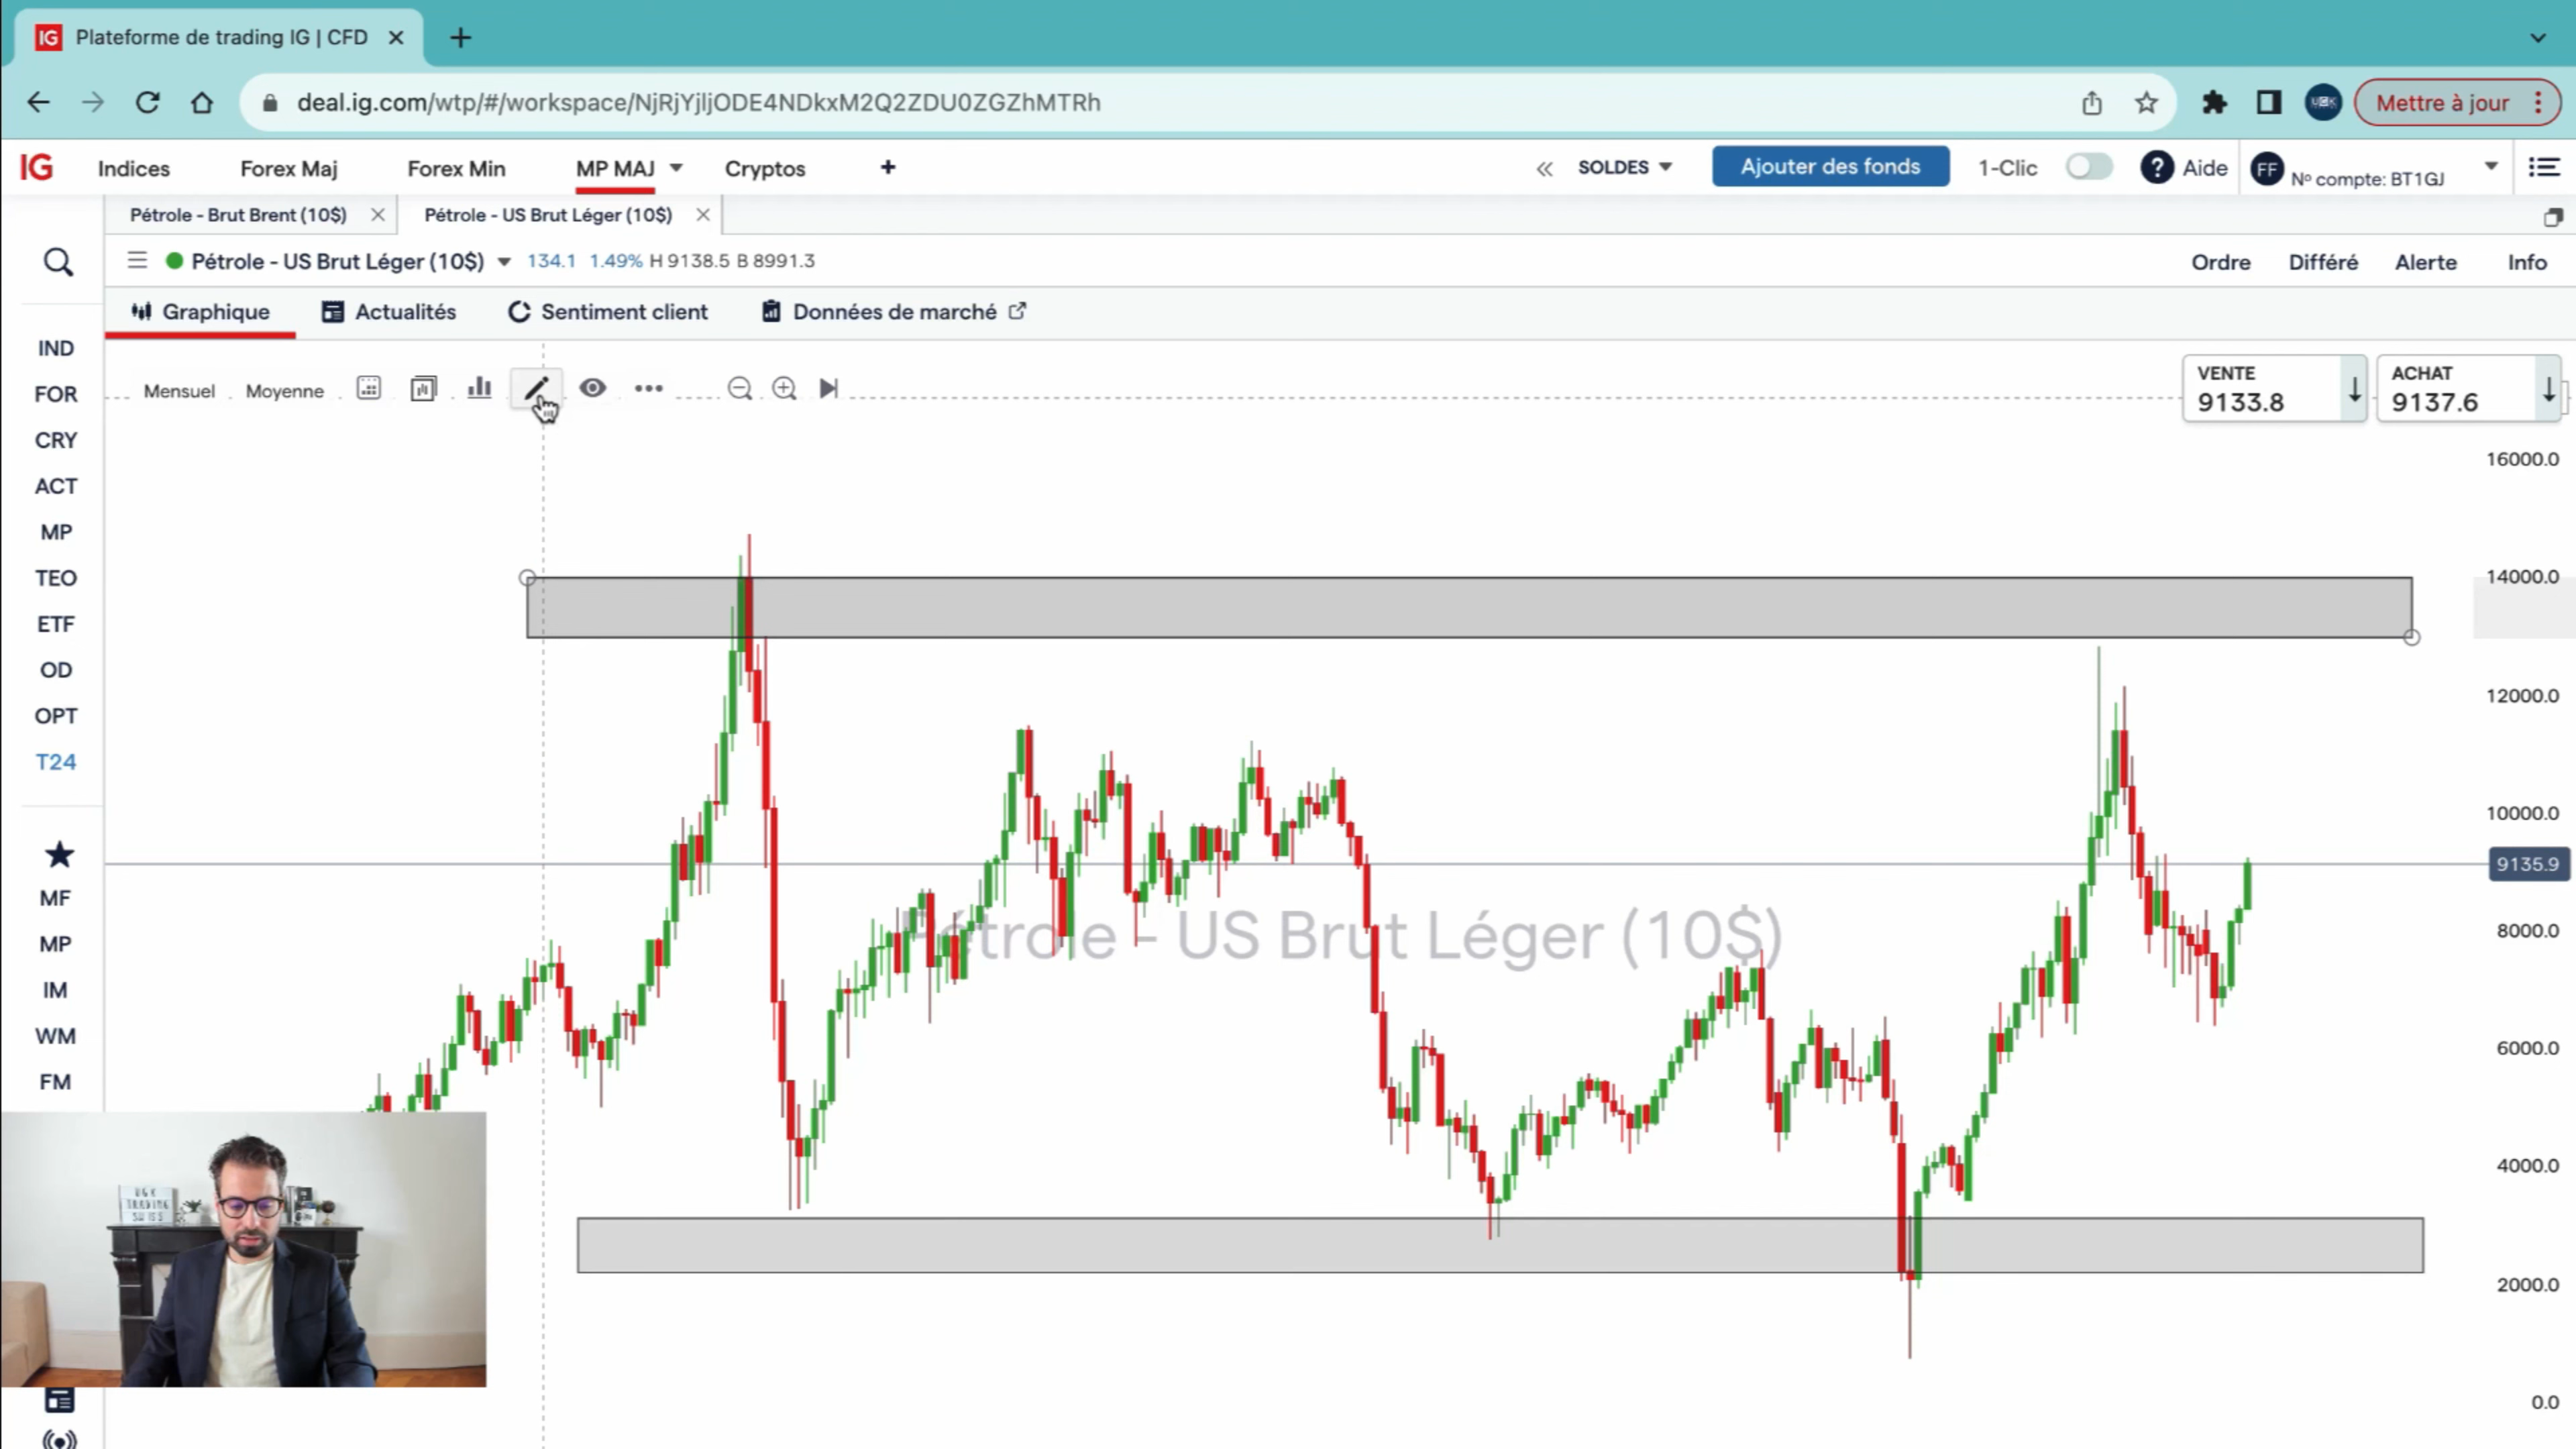 IG Plateforme de trading IG | CFD
deal.ig.com/wtp/#/workspace/NjRjYjljODE4NDkxM2Q2ZDU0ZGZhMTRh
Mettre à jour
IG Indices Forex Maj Forex Min MP MAJ Cryptos SOLDES Ajouter des fonds 1-Clic ? Aide FF Nº compte: BT1GJ
Pétrole - Brut Brent (10$) Pétrole - US Brut Léger (10$)
Pétrole - US Brut Léger (10$) 134.1 1.49% H 9138.5 B 8991.3 Ordre Différé Alerte Info
Graphique Actualités Sentiment client Données de marché
Mensuel Moyenne
VENTE
9133.8
ACHAT
9137.6
IND
FOR
CRY
ACT
MP
TEO
ETF
OD
OPT
T24
MF
MP
IM
WM
FM
16000.0
14000.0
12000.0
10000.0
9135.9
8000.0
6000.0
4000.0
2000.0
0.0
Pétrole - US Brut Léger (10$)